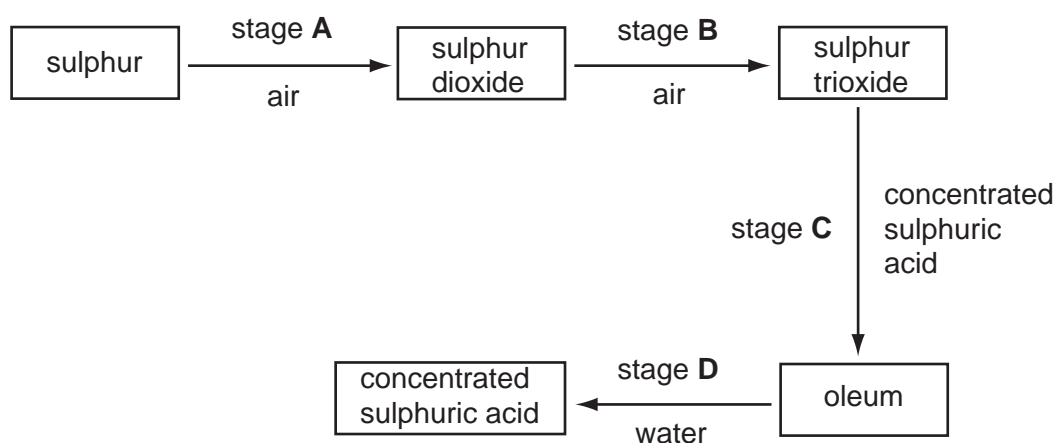 stage A
stage B
sulphur
sulphur
dioxide
sulphur
trioxide
air
air
stage C
concentrated
sulphuric
acid
concentrated
sulphuric acid
stage D
oleum
water